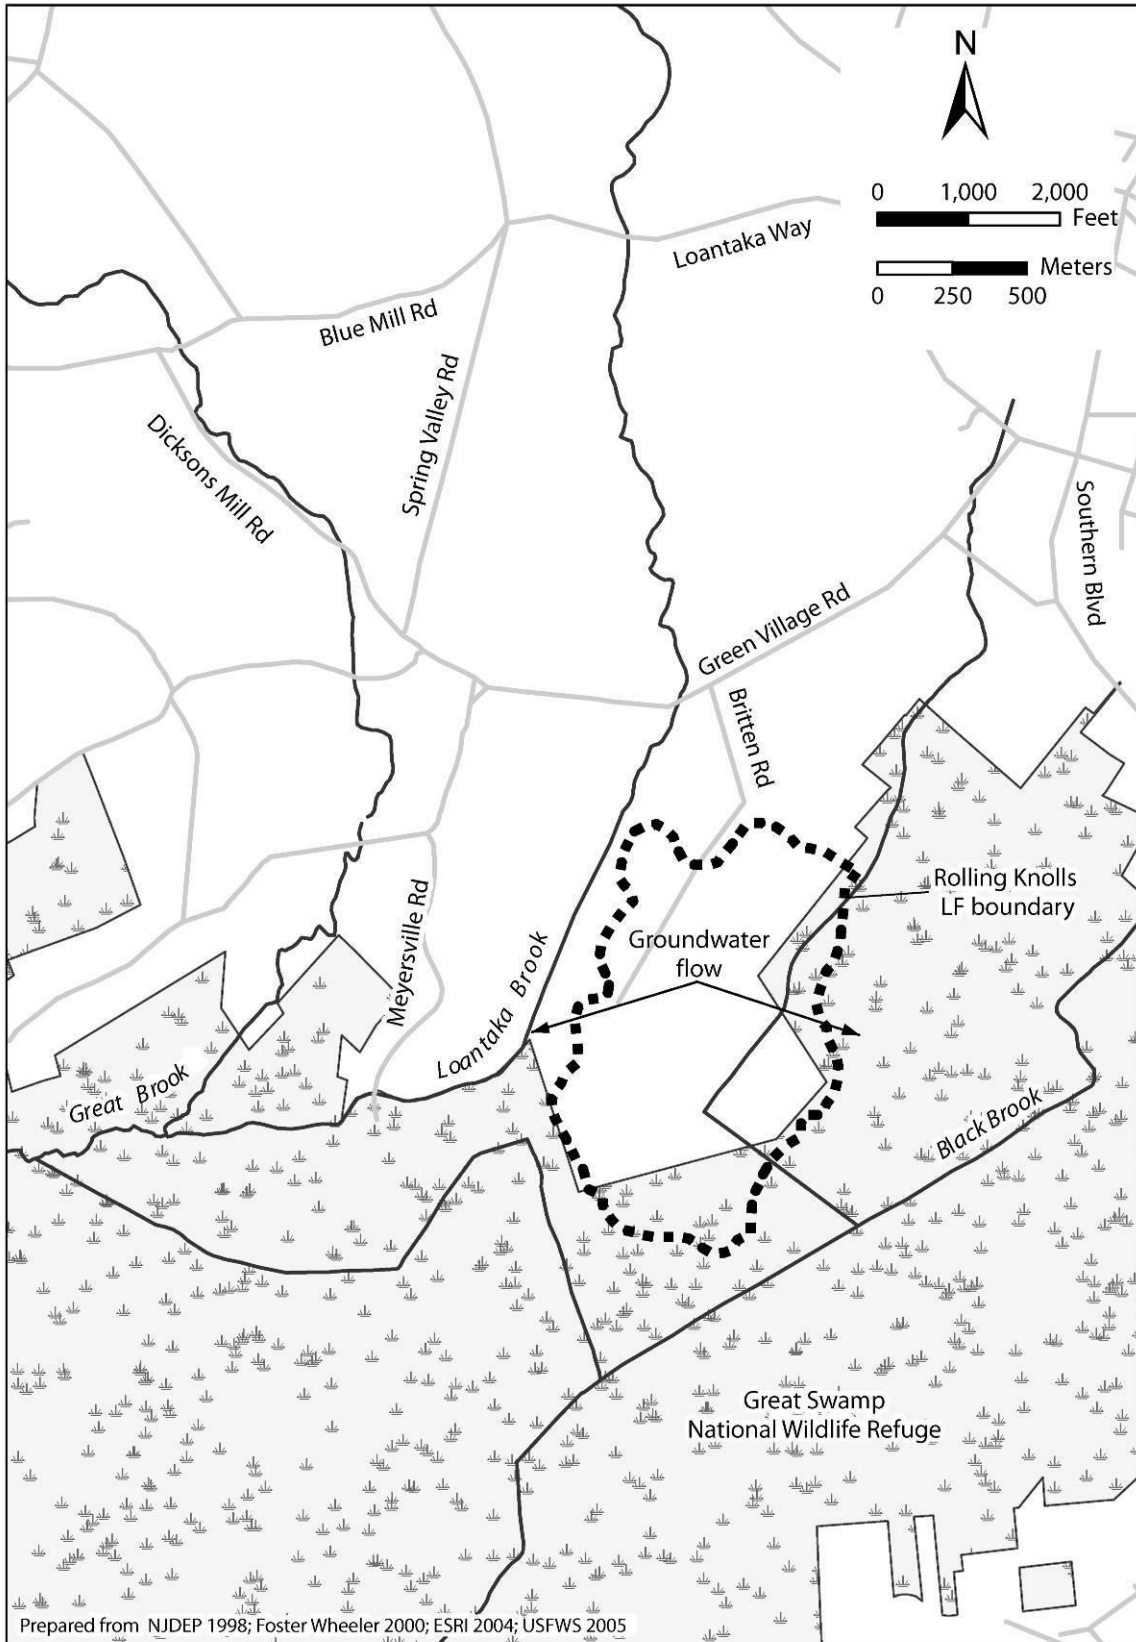 N
0 1,000 2,000
Feet
Meters
0 250 500
Loantaka Way
Blue Mill Rd
Spring Valley Rd
Dicksons Mill Rd
Southern Blvd
Green Village Rd
Britten Rd
Rolling Knolls
LF boundary
Groundwater
flow
Meyersville Rd
Loantaka Brook
Great Brook
Black Brook
Great Swamp
National Wildlife Refuge
Prepared from NJDEP 1998; Foster Wheeler 2000; ESRI 2004; USFWS 2005